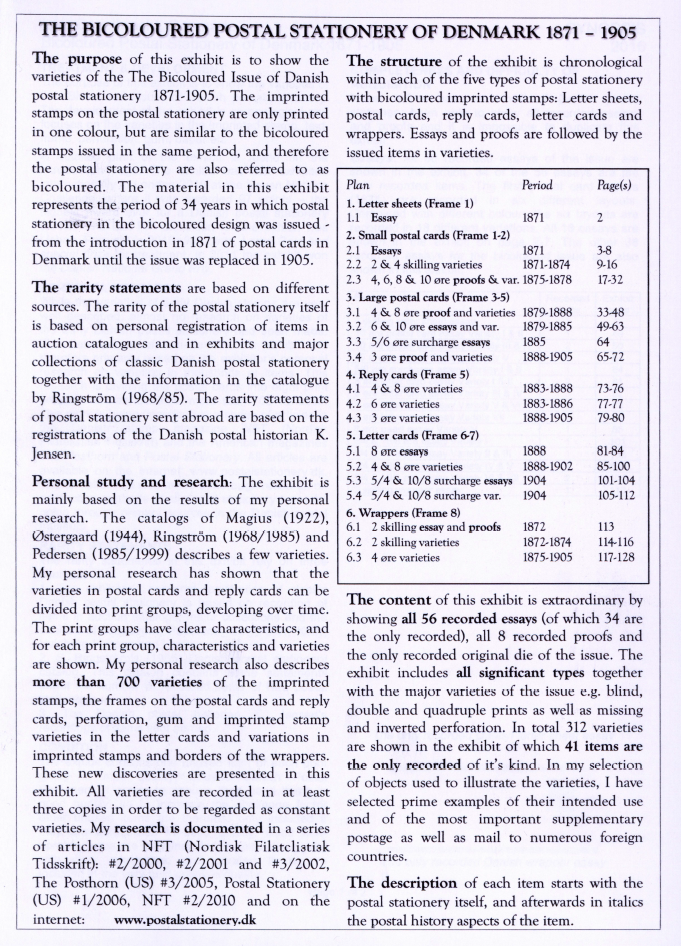 THE BICOLOURED POSTAL STATIONERY OF DENMARK 1871 – 1905
The purpose of this exhibit is to show the
varieties of the The Bicoloured Issue of Danish
postal stationery 1871-1905. The imprinted
stamps on the postal stationery are only printed
in one colour, but are similar to the bicoloured
stamps issued in the same period, and therefore
the postal stationery are also referred to as
bicoloured. The material in this exhibit
represents the period of 34 years in which postal
stationery in the bicoloured design was issued -
from the introduction in 1871 of postal cards in
Denmark until the issue was replaced in 1905.
The rarity statements are based on different
sources. The rarity of the postal stationery itself
is based on personal registration of items in
auction catalogues and in exhibits and major
collections of classic Danish postal stationery
together with the information in the catalogue
by Ringström (1968/85). The rarity statements
of postal stationery sent abroad are based on the
registrations of the Danish postal historian K.
Jensen.
Personal study and research: The exhibit is
mainly based on the results of my personal
research. The catalogs of Magius (1922),
Østergaard (1944), Ringström (1968/1985) and
Pedersen (1985/1999) describes a few varieties.
My personal research has shown that the
varieties in postal cards and reply cards can be
divided into print groups, developing over time.
The print groups have clear characteristics, and
for each print group, characteristics and varieties
are shown. My personal research also describes
more than 700 varieties of the imprinted
stamps, the frames on the postal cards and reply
cards, perforation, gum and imprinted stamp
varieties in the letter cards and variations in
imprinted stamps and borders of the wrappers.
These new discoveries are presented in this
exhibit. All varieties are recorded in at least
three copies in order to be regarded as constant
varieties. My research is documented in a series
of articles in NFT (Nordisk Filatelistisk
Tidsskrift): #2/2000, #2/2001 and #3/2002,
The Posthorn (US) #3/2005, Postal Stationery
(US) #1/2006, NFT #2/2010 and on the
internet: www.postalstationery.dk
The structure of the exhibit is chronological
within each of the five types of postal stationery
with bicoloured imprinted stamps: Letter sheets,
postal cards, reply cards, letter cards and
wrappers. Essays and proofs are followed by the
issued items in varieties.
Plan Period Page(s)
1. Letter sheets (Frame 1)
1.1 Essay 1871 2
2. Small postal cards (Frame 1-2)
2.1 Essays 1871 3-8
2.2 2 & 4 skilling varieties 1871-1874 9-16
2.3 4, 6, 8 & 10 øre proofs & var. 1875-1878 17-32
3. Large postal cards (Frame 3-5)
3.1 4 & 8 øre proof and varieties 1879-1888 33-48
3.2 6 & 10 øre essays and var. 1879-1885 49-63
3.3 5/6 øre surcharge essays 1885 64
3.4 3 øre proof and varieties 1888-1905 65-72
4. Reply cards (Frame 5)
4.1 4 & 8 øre varieties 1883-1888 73-76
4.2 6 øre varieties 1883-1886 77-77
4.3 3 øre varieties 1888-1905 79-80
5. Letter cards (Frame 6-7)
5.1 8 øre essays 1888 81-84
5.2 4 & 8 øre varieties 1888-1902 85-100
5.3 5/4 & 10/8 surcharge essays 1904 101-104
5.4 5/4 & 10/8 surcharge var. 1904 105-112
6. Wrappers (Frame 8)
6.1 2 skilling essay and proofs 1872 113
6.2 2 skilling varieties 1872-1874 114-116
6.3 4 øre varieties 1875-1905 117-128
The content of this exhibit is extraordinary by
showing all 56 recorded essays (of which 34 are
the only recorded), all 8 recorded proofs and
the only recorded original die of the issue. The
exhibit includes all significant types together
with the major varieties of the issue e.g. blind,
double and quadruple prints as well as missing
and inverted perforation. In total 312 varieties
are shown in the exhibit of which 41 items are
the only recorded of it's kind. In my selection
of objects used to illustrate the varieties, I have
selected prime examples of their intended use
and of the most important supplementary
postage as well as mail to numerous foreign
countries.
The description of each item starts with the
postal stationery itself, and afterwards in italics
the postal history aspects of the item.